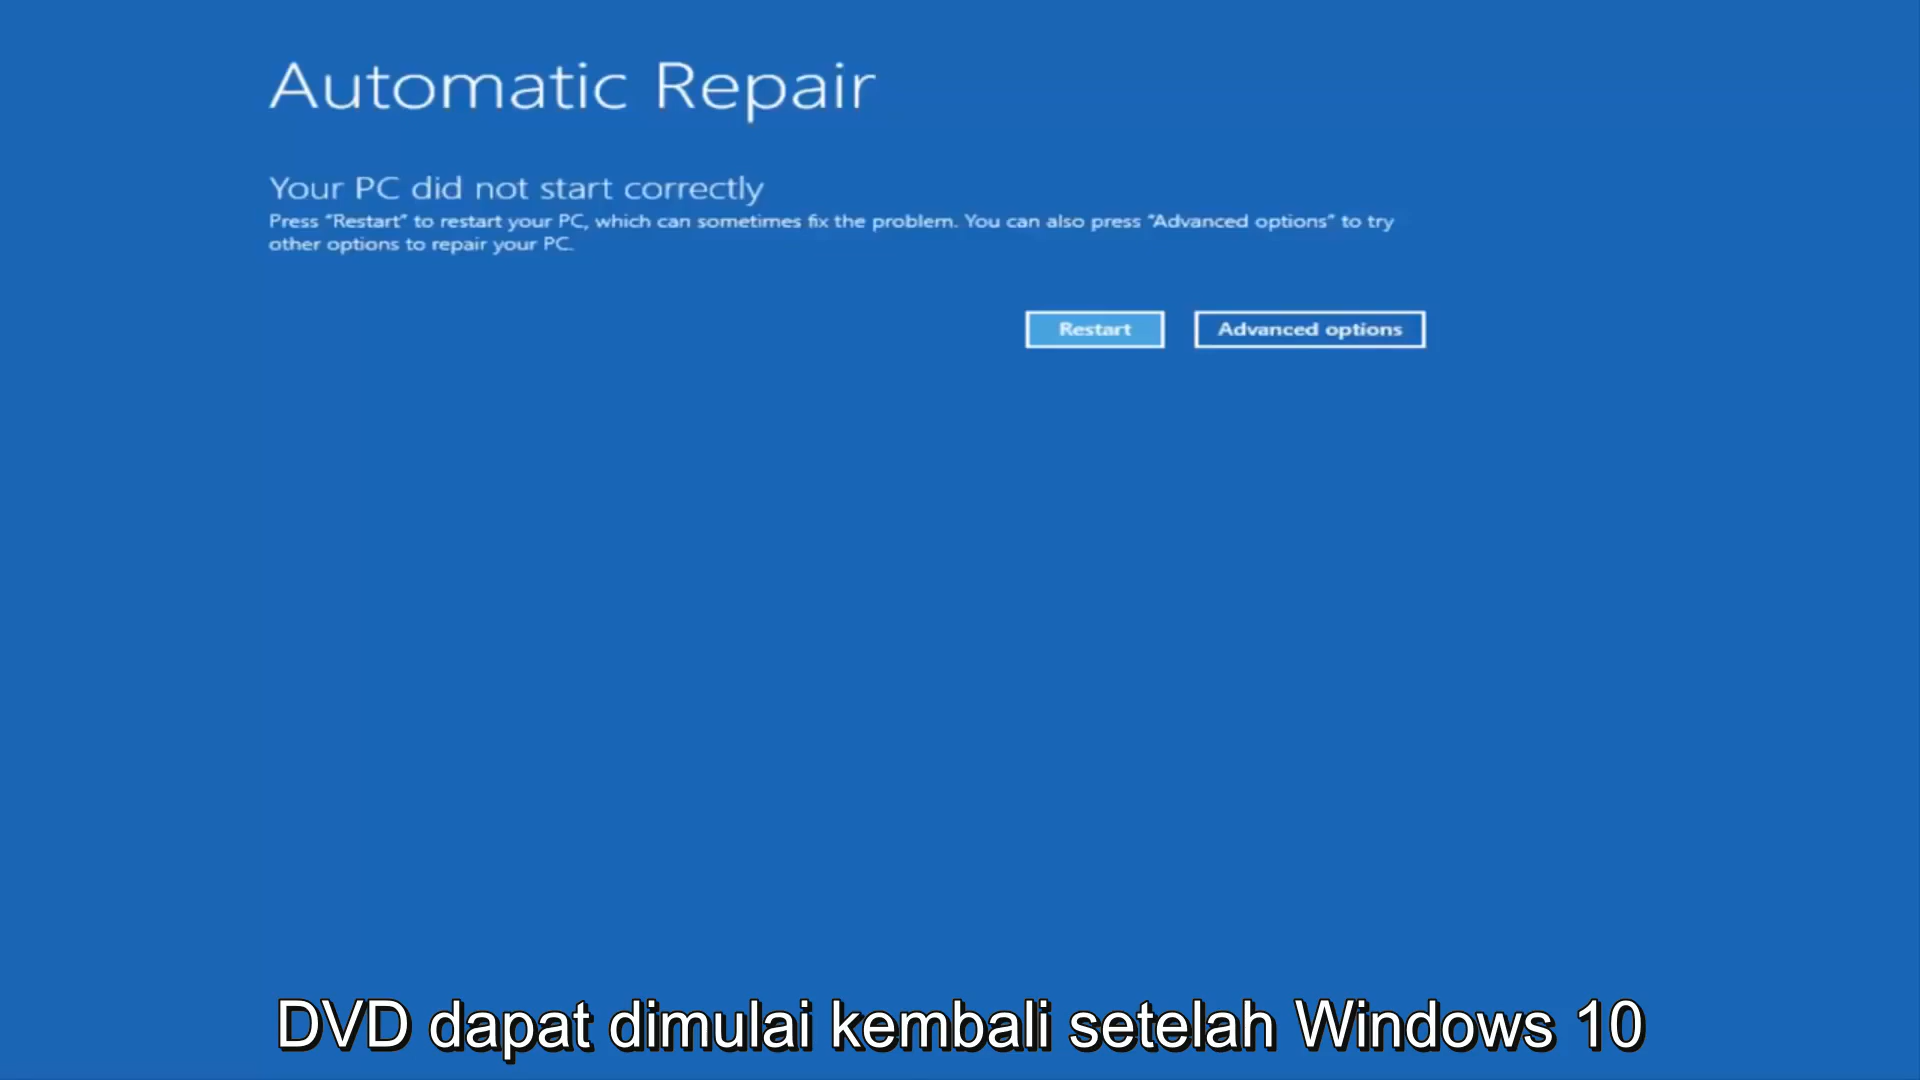 Automatic Repair
Your PC did not start correctly
Press “Restart” to restart your PC, which can sometimes fix the problem. You can also press “Advanced options” to try
other options to repair your PC.
Restart
Advanced options
DVD dapat dimulai kembali setelah Windows 10